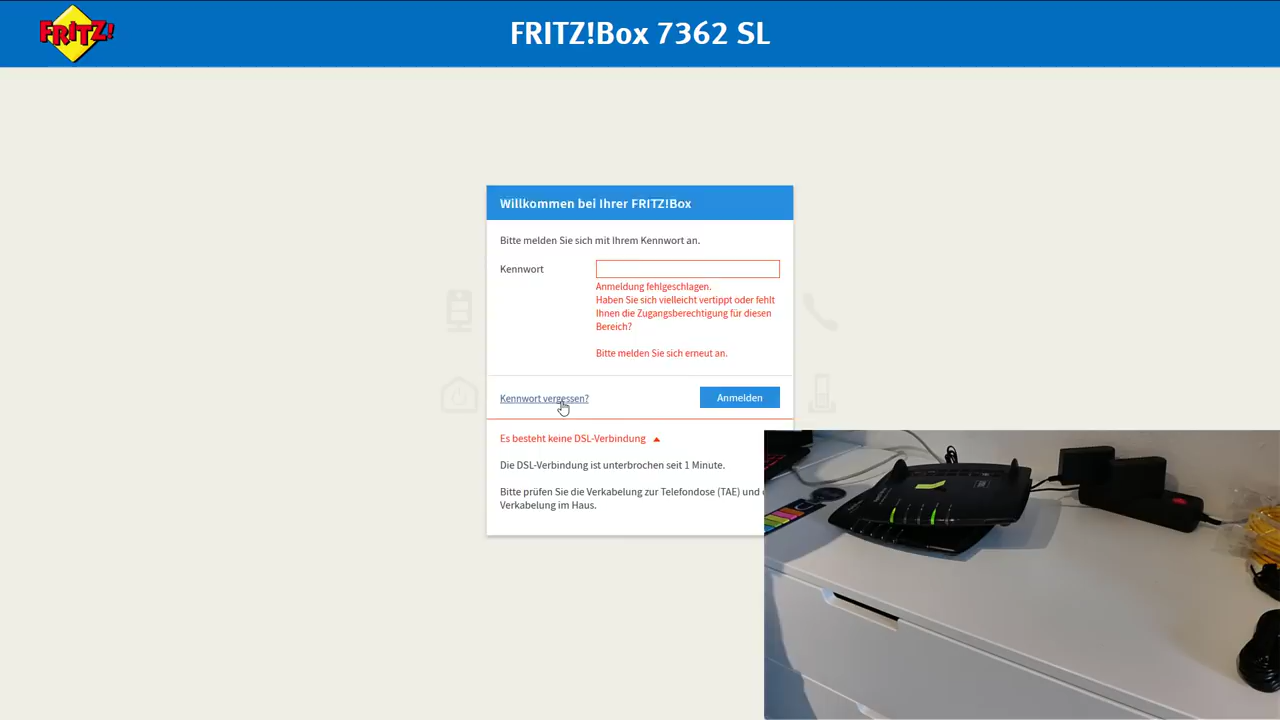 FRITZ!
FRITZ!Box 7362 SL
Willkommen bei Ihrer FRITZ!Box
Bitte melden Sie sich mit Ihrem Kennwort an.
Kennwort
Anmeldung fehlgeschlagen.
Haben Sie sich vielleicht vertippt oder fehlt
Ihnen die Zugangsberechtigung für diesen
Bereich?
Bitte melden Sie sich erneut an.
Kennwort vergessen?
Anmelden
Es besteht keine DSL-Verbindung
Die DSL-Verbindung ist unterbrochen seit 1 Minute.
Bitte prüfen Sie die Verkabelung zur Telefondose (TAE) und
Verkabelung im Haus.